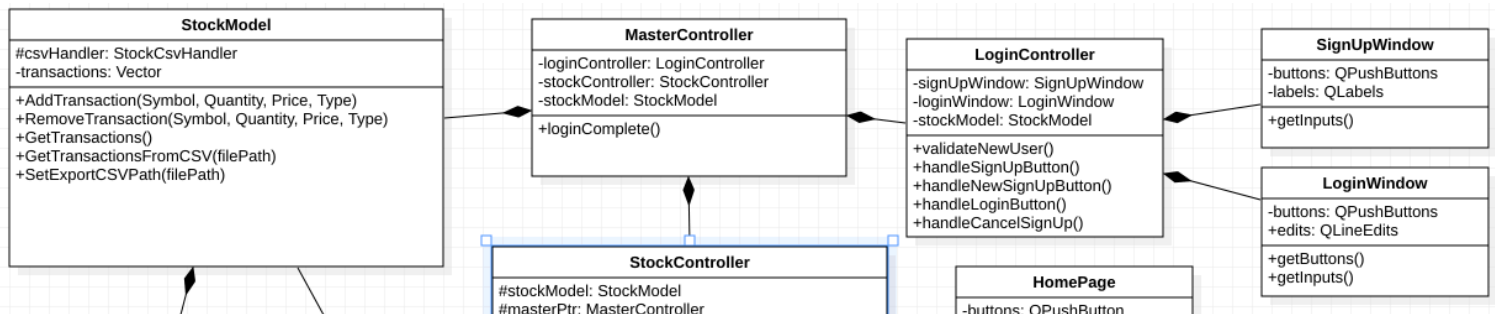 StockModel
#csvHandler: StockCsvHandler
-transactions: Vector
+AddTransaction(Symbol, Quantity, Price, Type)
+RemoveTransaction(Symbol, Quantity, Price, Type)
+GetTransactions()
+GetTransactionsFromCSV(filePath)
+SetExportCSVPath(filePath)
MasterController
-loginController: LoginController
-stockController: StockController
-stockModel: StockModel
+loginComplete()
LoginController
-signUpWindow: SignUpWindow
-loginWindow: LoginWindow
-stockModel: StockModel
+validateNewUser()
+handleSignUpButton()
+handleNewSignUpButton()
+handleLoginButton()
+handleCancelSignUp()
SignUpWindow
-buttons: QPushButtons
-labels: QLabels
+getInputs()
LoginWindow
-buttons: QPushButtons
+edits: QLineEdits
+getButtons()
+getInputs()
StockController
#stockModel: StockModel
#masterPtr: MasterController
HomePage
-buttons: QPushButton